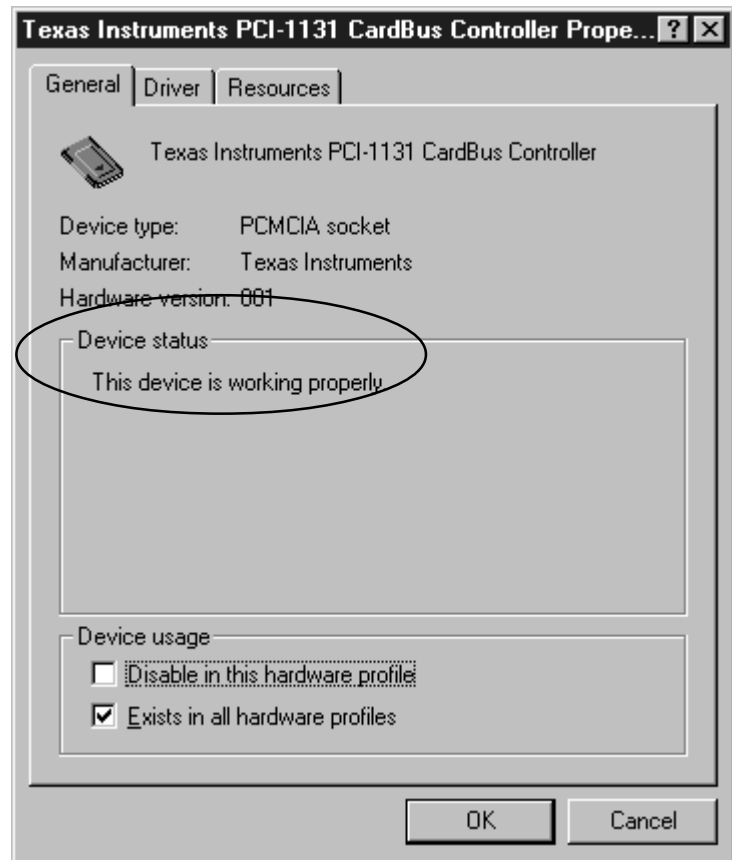 Texas Instruments PCI-1131 CardBus Controller Prope...
General Driver Resources
Texas Instruments PCI-1131 CardBus Controller
Device type: PCMCIA socket
Manufacturer: Texas Instruments
Hardware version: 001
Device status
This device is working properly.
Device usage
Disable in this hardware profile
Exists in all hardware profiles
OK Cancel